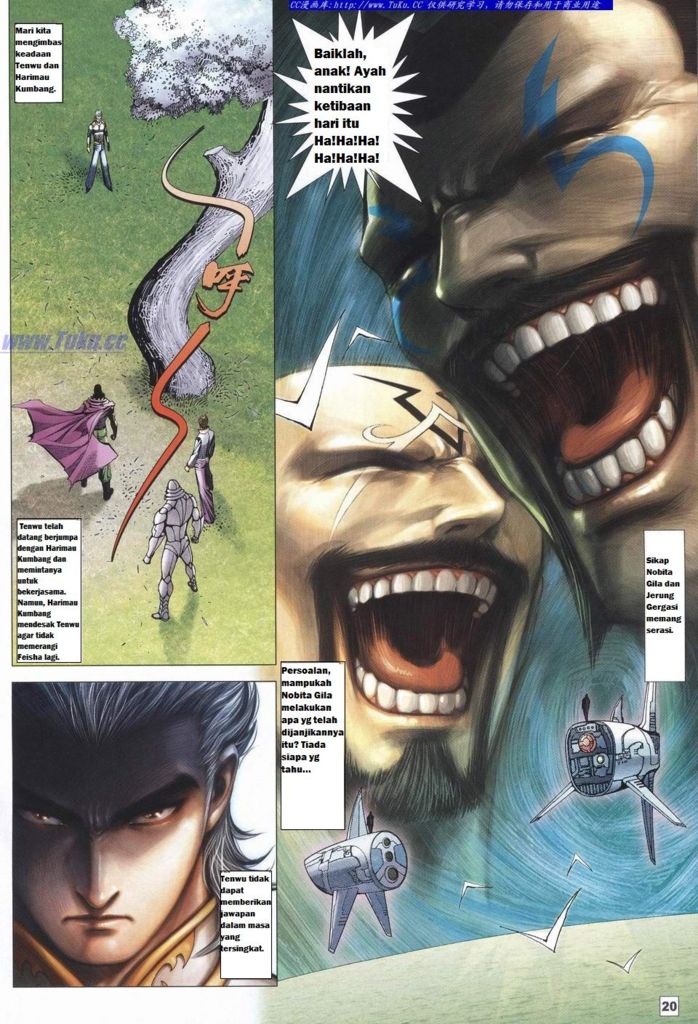 CC漫画库:http://www.TuKu.CC 仅供研究学习，请勿保存和用于商业用途
Mari kita
mengimbas
keadaan
Tenwu dan
Harimau
Kumbang.
Baiklah,
anak! Ayah
nantikan
ketibaan
hari itu
Ha!Ha!Ha!
Ha!Ha!Ha!
呼
www.Tuku.cc
Tenwu telah
datang berjumpa
dengan Harimau
Kumbang dan
memintanya
untuk
bekerjasama.
Namun, Harimau
Kumbang
mendesak Tenwu
agar tidak
memerangi
Feisha lagi.
Sikap
Nobita
Gila dan
Jerung
Gergasi
memang
serasi.
Persoalan,
mampukah
Nobita Gila
melakukan
apa yg telah
dijanjikannya
itu? Tiada
siapa yg
tahu...
Tenwu tidak
dapat
memberikan
jawapan
dalam masa
yang
tersingkat.
20